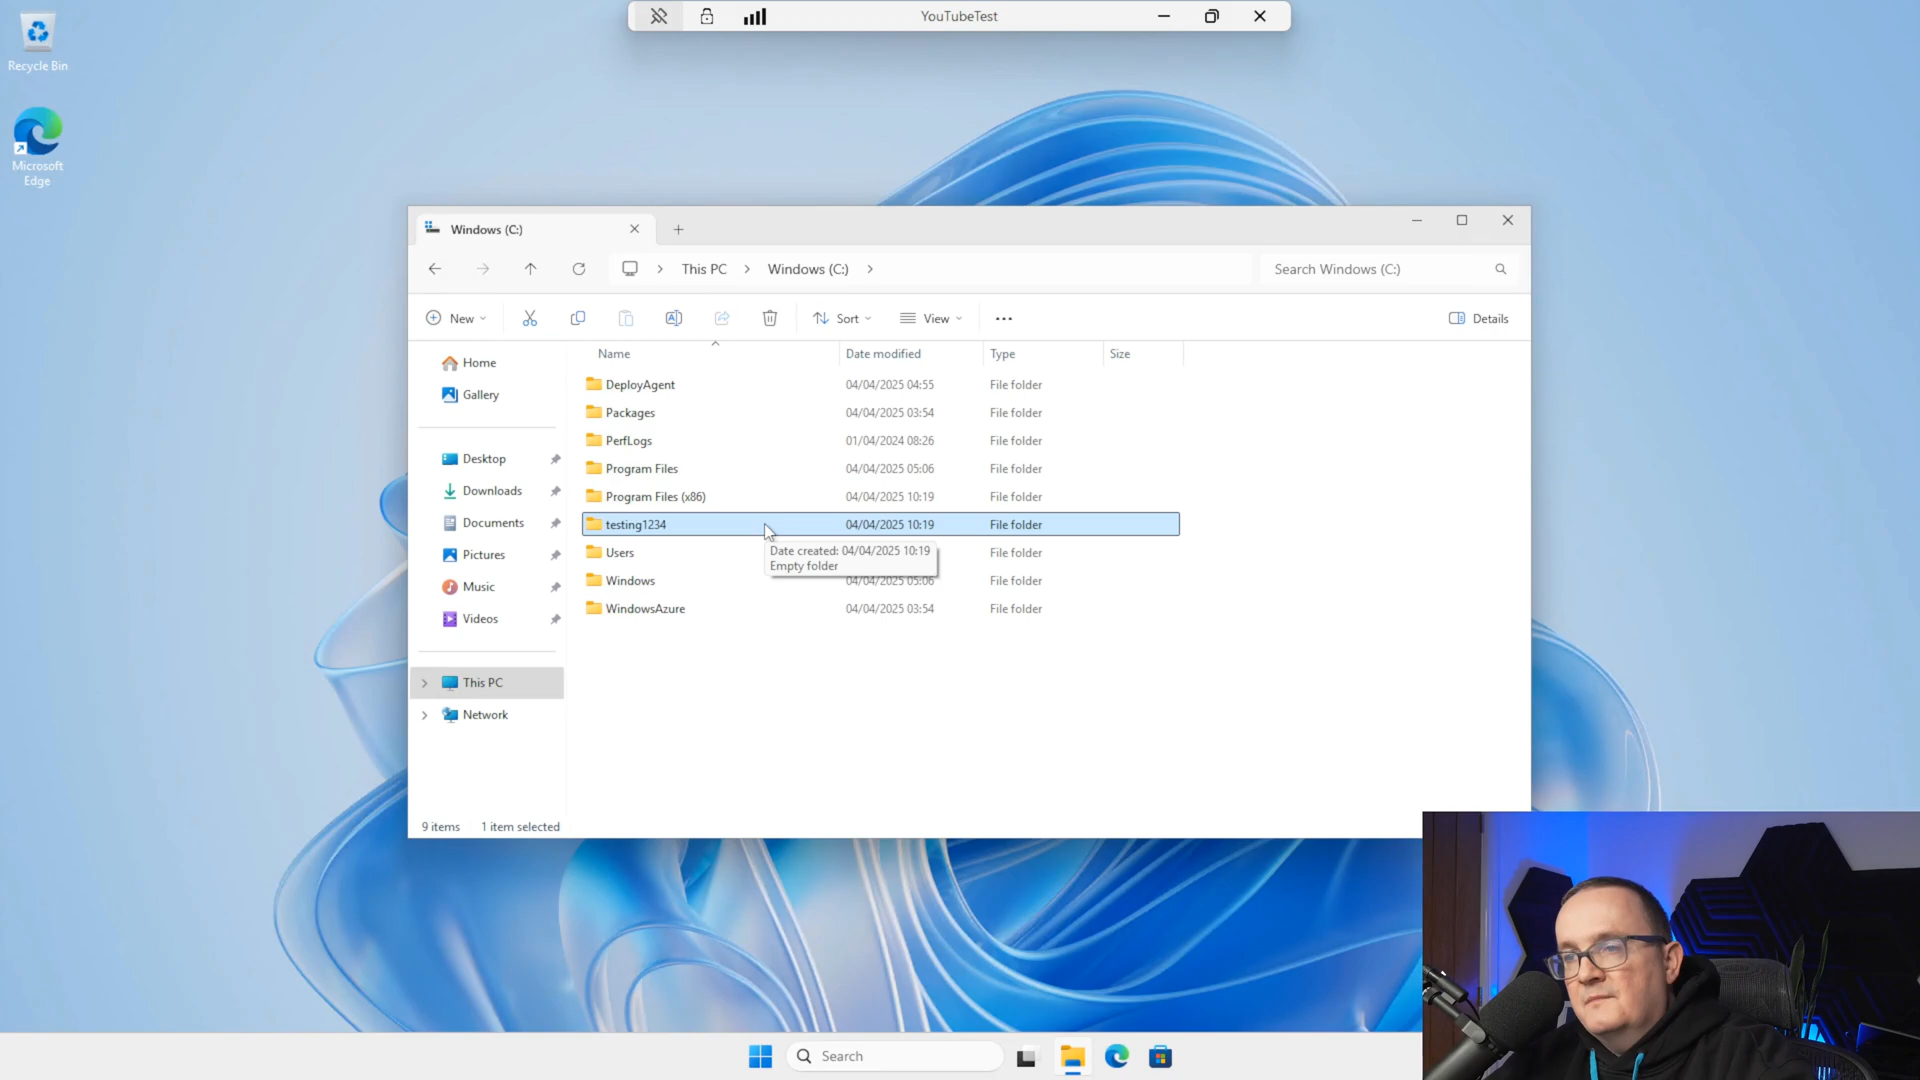 Recycle Bin
Microsoft
Edge
YouTubeTest
Windows (C:)
This PC
Windows (C:)
Search Windows (C:)
New
Sort
View
Details
Name
Date modified
Type
Size
Home
Gallery
Desktop
Downloads
Documents
Pictures
Music
Videos
This PC
Network
DeployAgent 04/04/2025 04:55 File folder
Packages 04/04/2025 03:54 File folder
PerfLogs 01/04/2024 08:26 File folder
Program Files 04/04/2025 05:06 File folder
Program Files (x86) 04/04/2025 10:19 File folder
testing1234 04/04/2025 10:19 File folder
Date created: 04/04/2025 10:19
Empty folder
Users File folder
Windows 04/04/2025 05:06 File folder
WindowsAzure 04/04/2025 03:54 File folder
9 items
1 item selected
Search